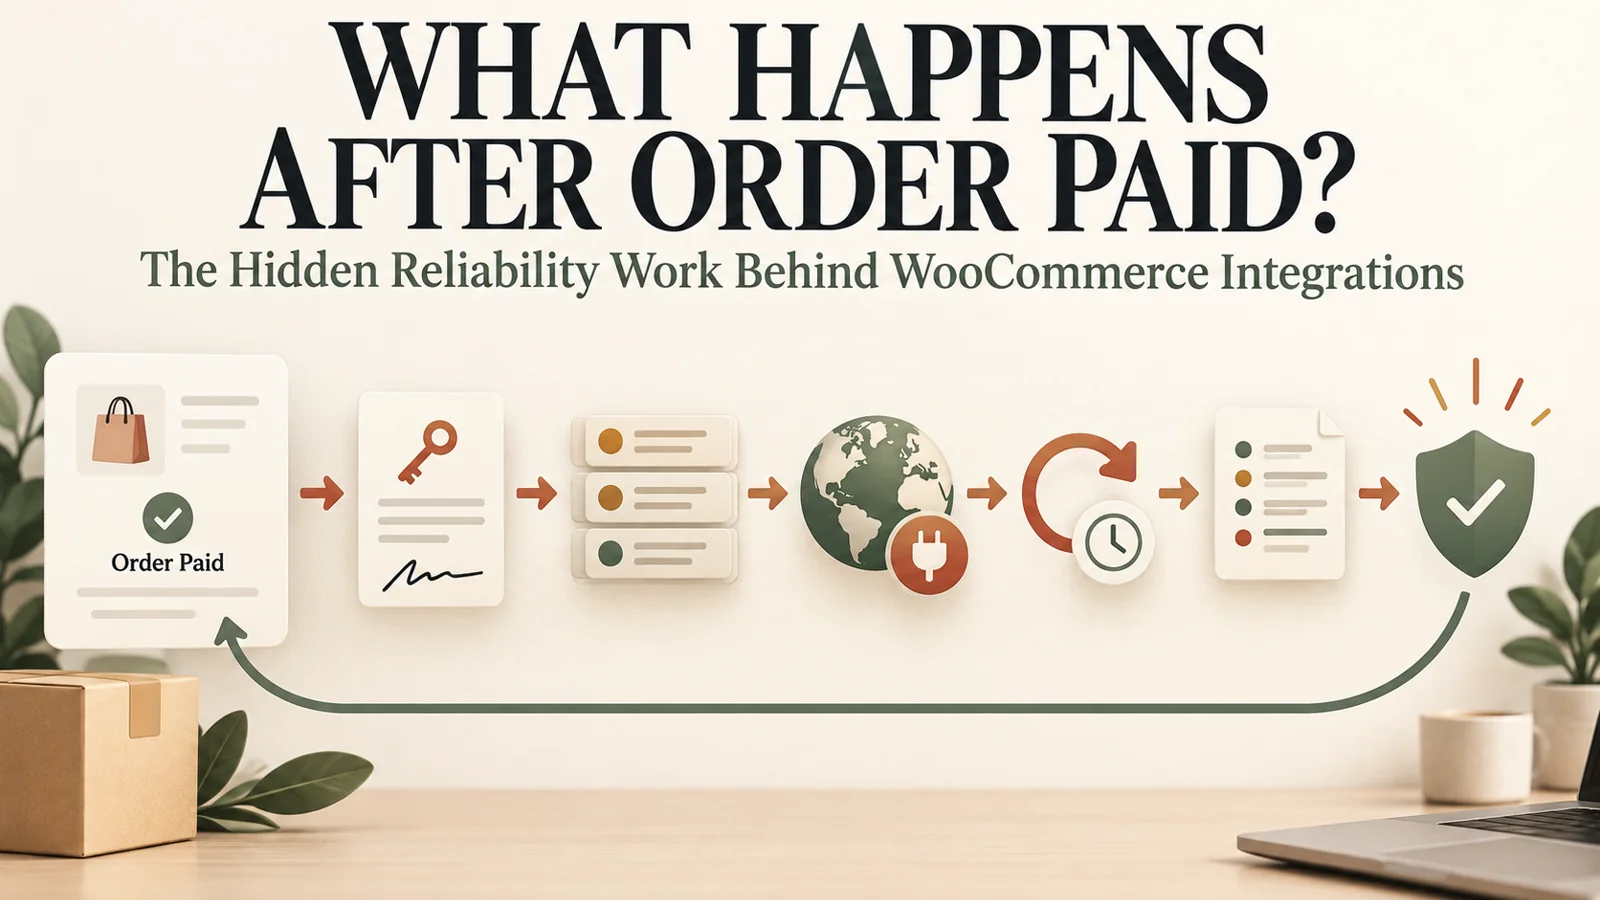 WHAT HAPPENS
AFTER ORDER PAID?
The Hidden Reliability Work Behind WooCommerce Integrations
Order Paid